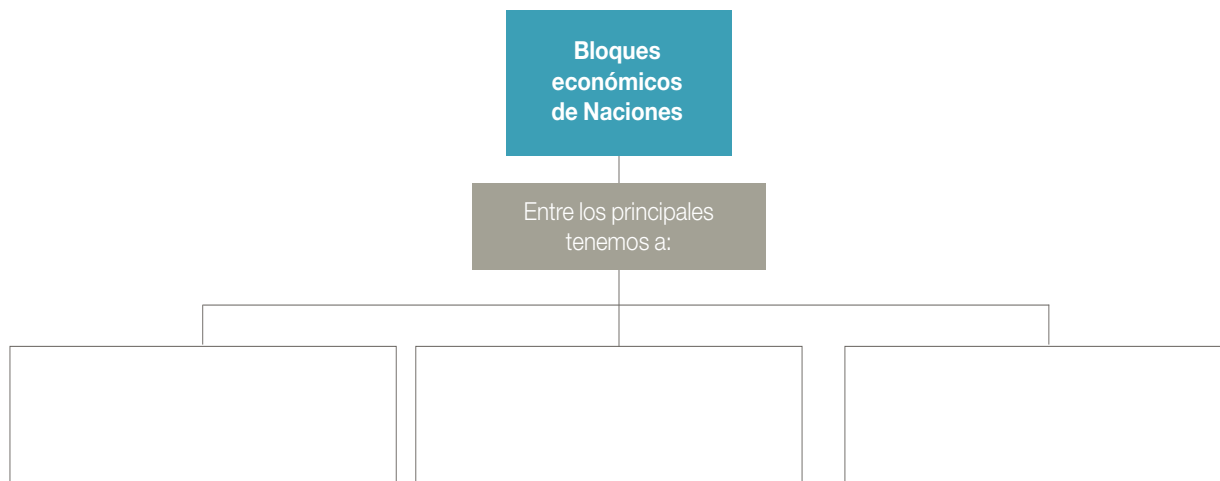 Bloques
económicos
de Naciones
Entre los principales
tenemos a: